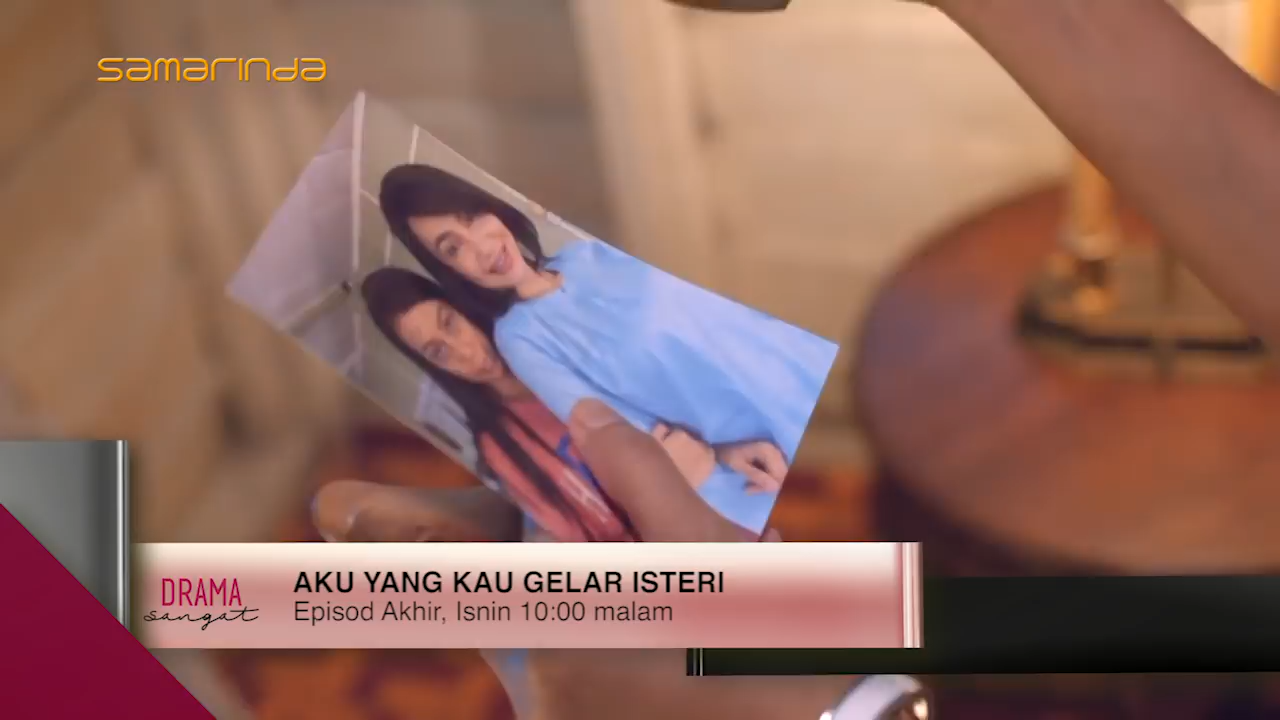 samarinda
DRAMA
sangat
AKU YANG KAU GELAR ISTERI
Episod Akhir, Isnin 10:00 malam